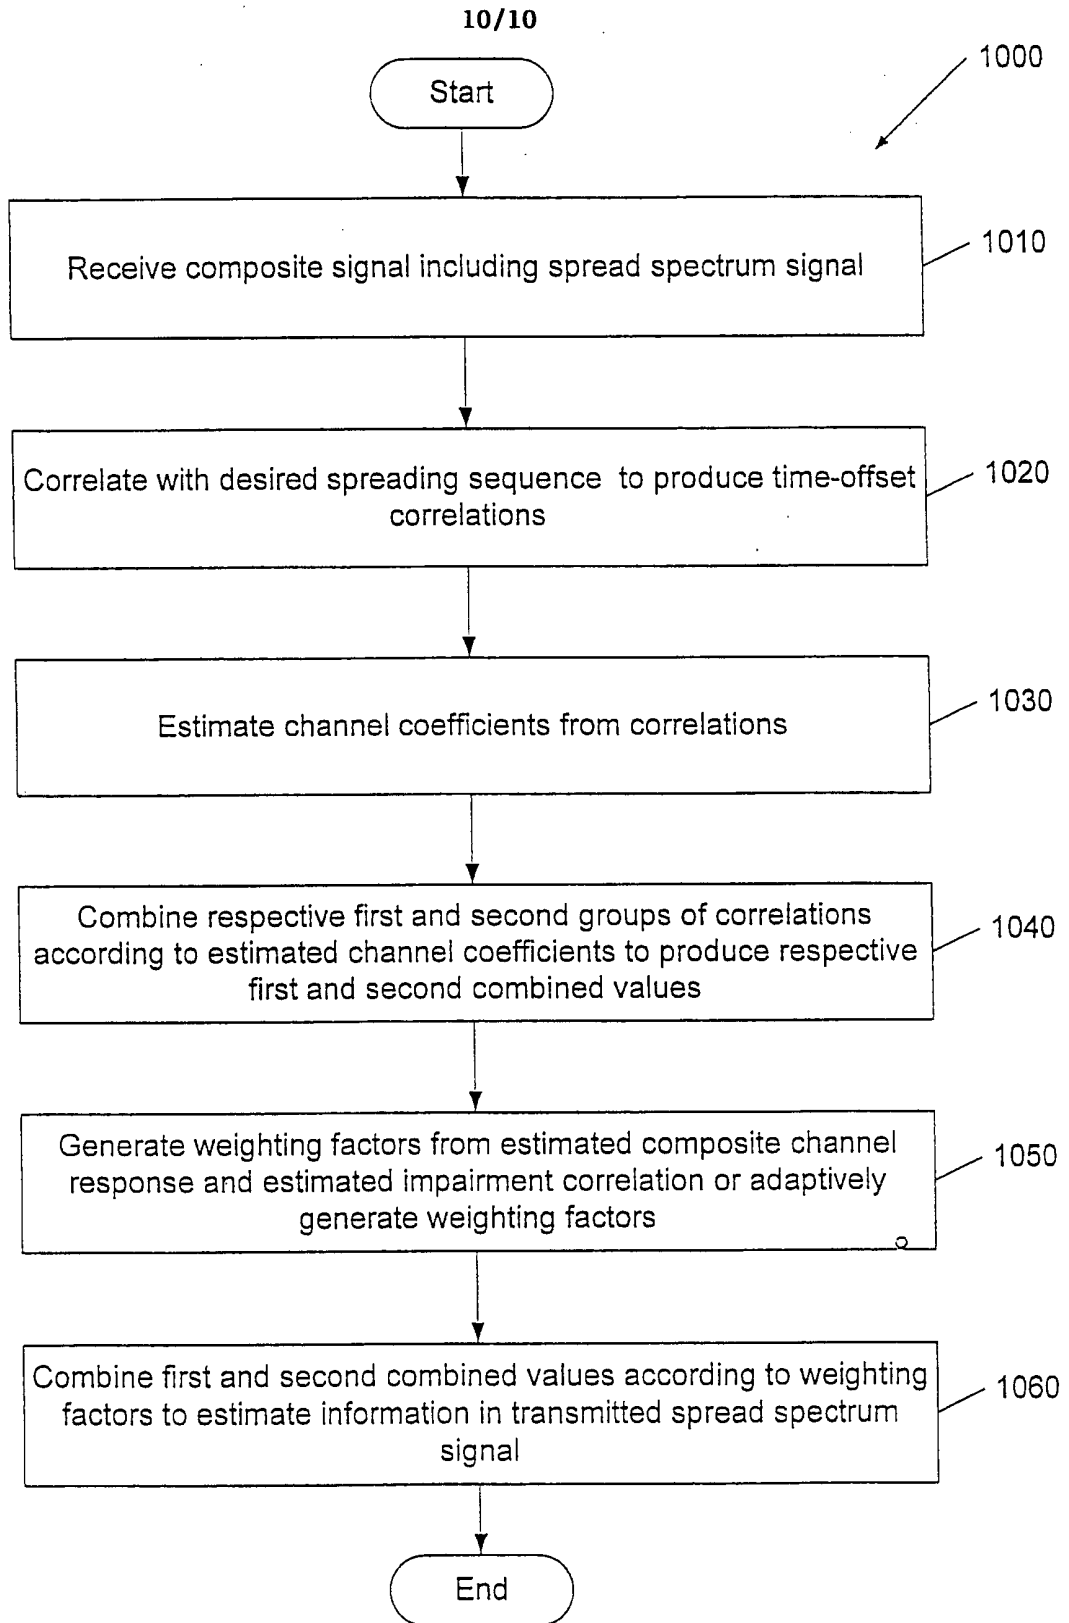 10/10
1000
Start
Receive composite signal including spread spectrum signal
1010
Correlate with desired spreading sequence to produce time-offset
correlations
1020
Estimate channel coefficients from correlations
1030
Combine respective first and second groups of correlations
according to estimated channel coefficients to produce respective
first and second combined values
1040
Generate weighting factors from estimated composite channel
response and estimated impairment correlation or adaptively
generate weighting factors
1050
Combine first and second combined values according to weighting
factors to estimate information in transmitted spread spectrum
signal
1060
End